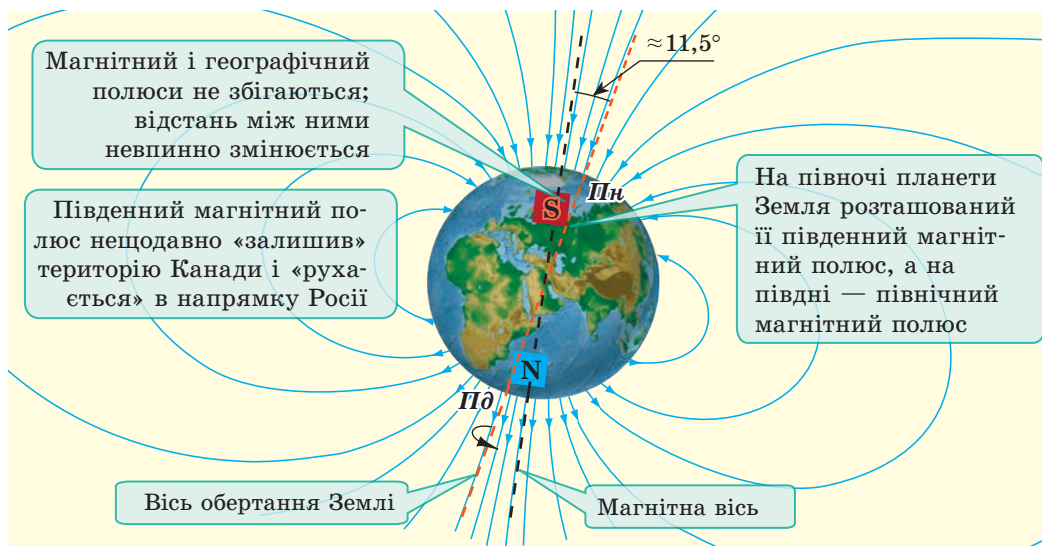 ≈11,5°
Магнітний і географічний
полюси не збігаються;
відстань між ними
невпинно змінюється
Пн
На півночі планети
Земля розташований
її південний магніт-
ний полюс, а на
півдні — північний
магнітний полюс
S
Південний магнітний по-
люс нещодавно «залишив»
територію Канади і «руха-
ється» в напрямку Росії
N
Пд
Вісь обертання Землі
Магнітна вісь